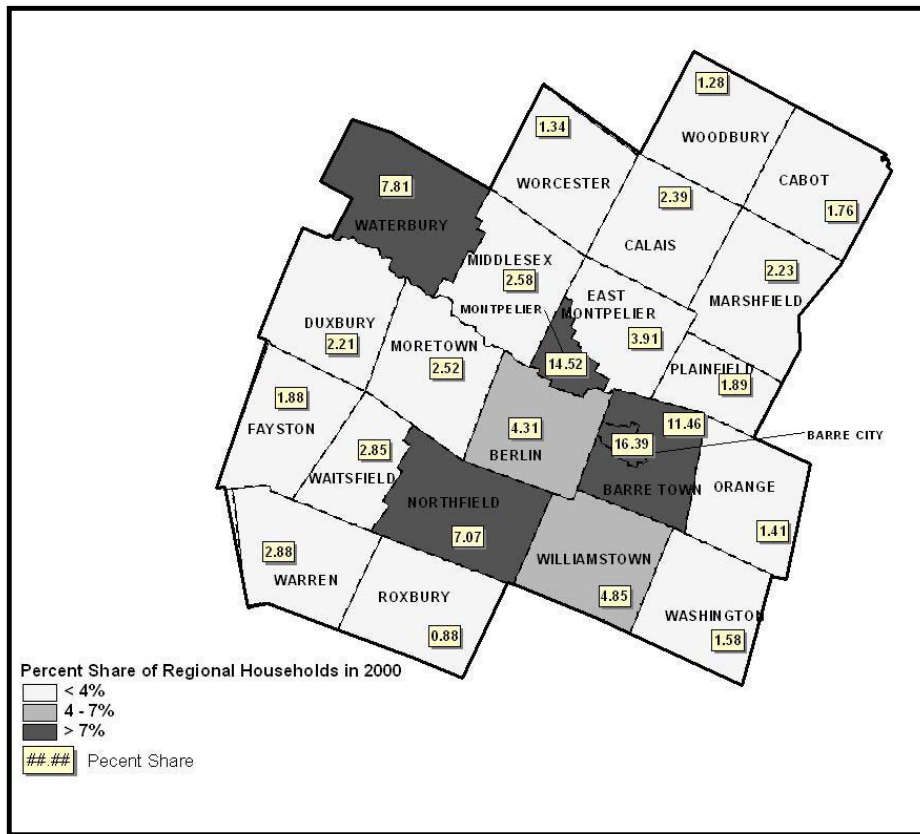 1.28
WOODBURY
1.34
WORCESTER
CABOT
1.76
7.81
WATERBURY
2.39
CALAIS
MIDDLESEX
2.58
2.23
MARSHFIELD
MONTPELIER
EAST
MONTPELIER
3.91
DUXBURY
2.21
MORETOWN
2.52
14.52
PLAINFIELD
1.89
1.88
FAYSTON
4.31
BERLIN
11.46
16.39
BARRE CITY
BARRE TOWN
2.85
WAITSFIELD
ORANGE
1.41
NORTHFIELD
7.07
2.88
WARREN
WILLIAMSTOWN
4.85
ROXBURY
0.88
WASHINGTON
1.58
Percent Share of Regional Households in 2000
< 4%
4 - 7%
> 7%
##.## Pecent Share